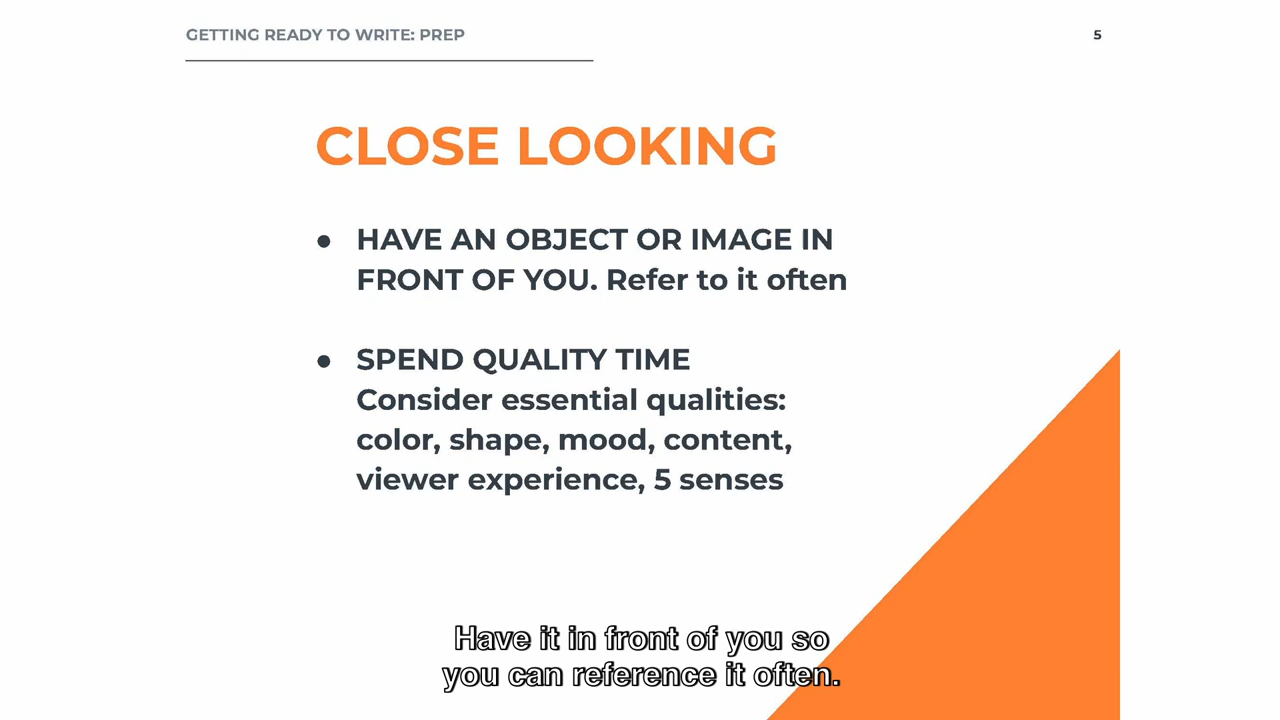 GETTING READY TO WRITE: PREP
5
CLOSE LOOKING
● HAVE AN OBJECT OR IMAGE IN
FRONT OF YOU. Refer to it often
● SPEND QUALITY TIME
Consider essential qualities:
color, shape, mood, content,
viewer experience, 5 senses
Have it in front of you so
you can reference it often.